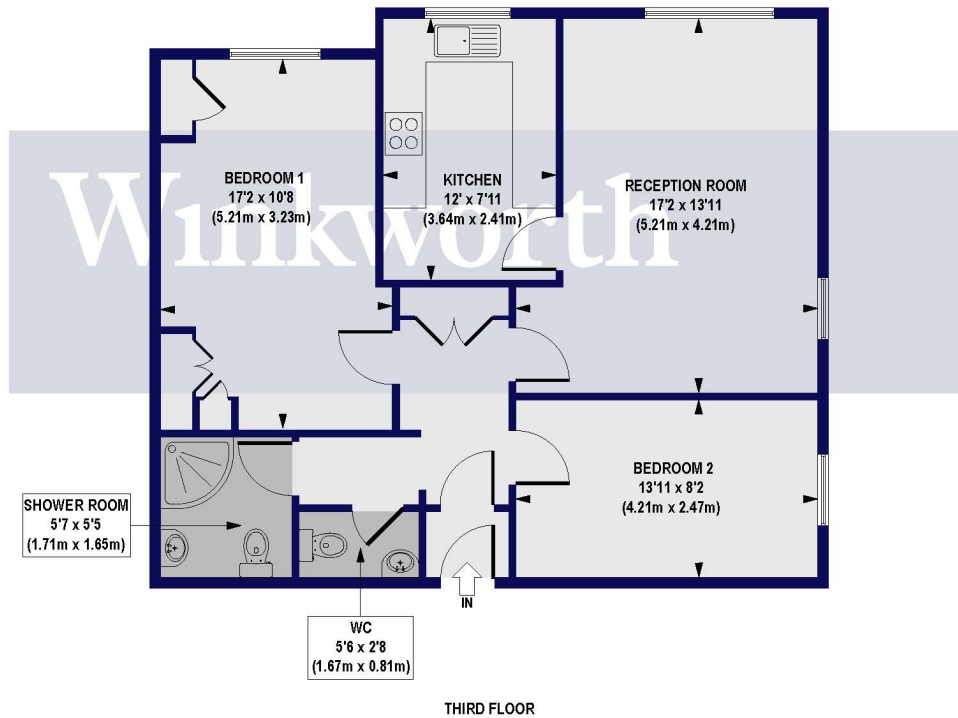 BEDROOM 1
17'2 x 10'8
(5.21m x 3.23m)
KITCHEN
12' x 7'11
(3.64m x 2.41m)
RECEPTION ROOM
17'2 x 13'11
(5.21m x 4.21m)
Winkworth
BEDROOM 2
13'11 x 8'2
(4.21m x 2.47m)
SHOWER ROOM
5'7 x 5'5
(1.71m x 1.65m)
IN
WC
5'6 x 2'8
(1.67m x 0.81m)
THIRD FLOOR